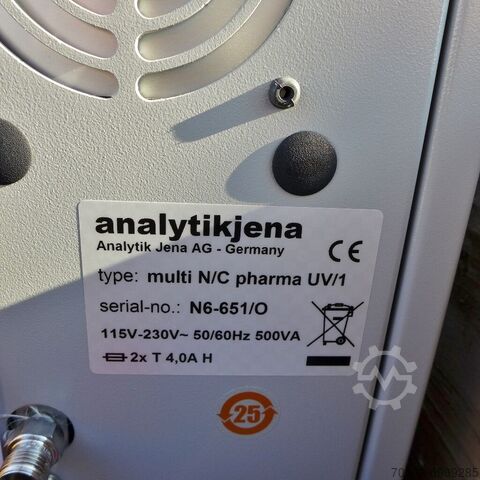 analytikjena
Analytik Jena AG - Germany
type: multi N/C pharma UV/1
serial-no.: N6-651/O
115V-230V~ 50/60Hz 500VA
2x T 4,0A H
CE
25